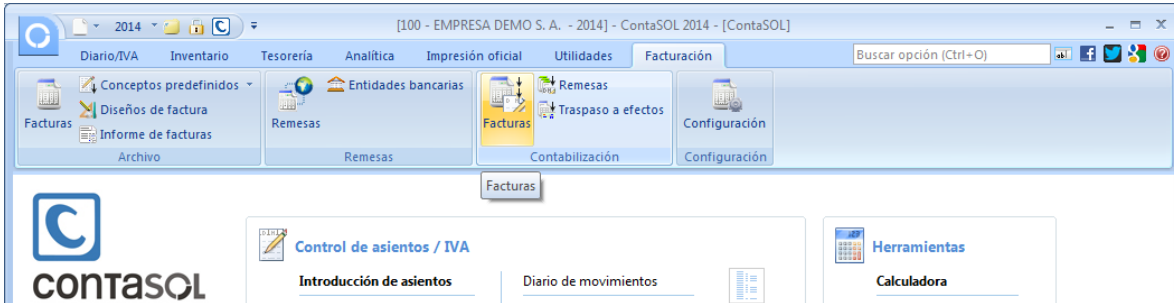 2014
[100 - EMPRESA DEMO S. A. - 2014] - ContaSOL 2014 - [ContaSOL]
Diario/IVA Inventario Tesorería Analítica Impresión oficial Utilidades Facturación Buscar opción (Ctrl+O)
Facturas
Conceptos predefinidos
Diseños de factura
Informe de facturas
Archivo
Remesas
Entidades bancarias
Remesas
Facturas
Remesas
Traspaso a efectos
Contabilización
Configuración
Configuración
Facturas
Control de asientos / IVA
Herramientas
Introducción de asientos Diario de movimientos
Calculadora
contasol